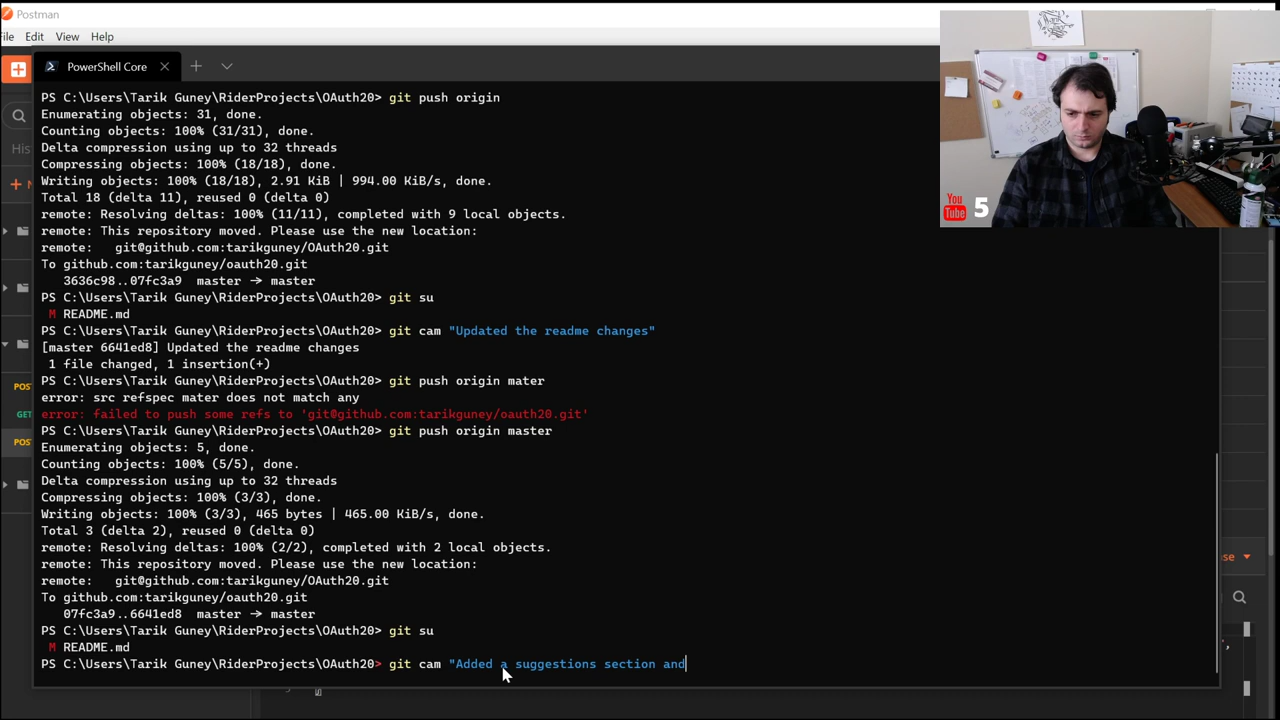 Postman
File Edit View Help
PowerShell Core
PS C:\Users\Tarik Guney\RiderProjects\OAuth20> git push origin
Enumerating objects: 31, done.
Counting objects: 100% (31/31), done.
Delta compression using up to 32 threads
Compressing objects: 100% (18/18), done.
Writing objects: 100% (18/18), 2.91 KiB | 994.00 KiB/s, done.
Total 18 (delta 11), reused 0 (delta 0)
remote: Resolving deltas: 100% (11/11), completed with 9 local objects.
remote: This repository moved. Please use the new location:
remote:   git@github.com:tarikguney/OAuth20.git
To github.com:tarikguney/oauth20.git
3636c98..07fc3a9  master -> master
PS C:\Users\Tarik Guney\RiderProjects\OAuth20> git su
M README.md
PS C:\Users\Tarik Guney\RiderProjects\OAuth20> git cam "Updated the readme changes"
[master 6641ed8] Updated the readme changes
1 file changed, 1 insertion(+)
PS C:\Users\Tarik Guney\RiderProjects\OAuth20> git push origin mater
error: src refspec mater does not match any
error: failed to push some refs to 'git@github.com:tarikguney/oauth20.git'
PS C:\Users\Tarik Guney\RiderProjects\OAuth20> git push origin master
Enumerating objects: 5, done.
Counting objects: 100% (5/5), done.
Delta compression using up to 32 threads
Compressing objects: 100% (3/3), done.
Writing objects: 100% (3/3), 465 bytes | 465.00 KiB/s, done.
Total 3 (delta 2), reused 0 (delta 0)
remote: Resolving deltas: 100% (2/2), completed with 2 local objects.
remote: This repository moved. Please use the new location:
remote:   git@github.com:tarikguney/OAuth20.git
To github.com:tarikguney/oauth20.git
07fc3a9..6641ed8  master -> master
PS C:\Users\Tarik Guney\RiderProjects\OAuth20> git su
M README.md
PS C:\Users\Tarik Guney\RiderProjects\OAuth20> git cam "Added a suggestions section and
His
POS
GET
POS
se
You
Tube 5